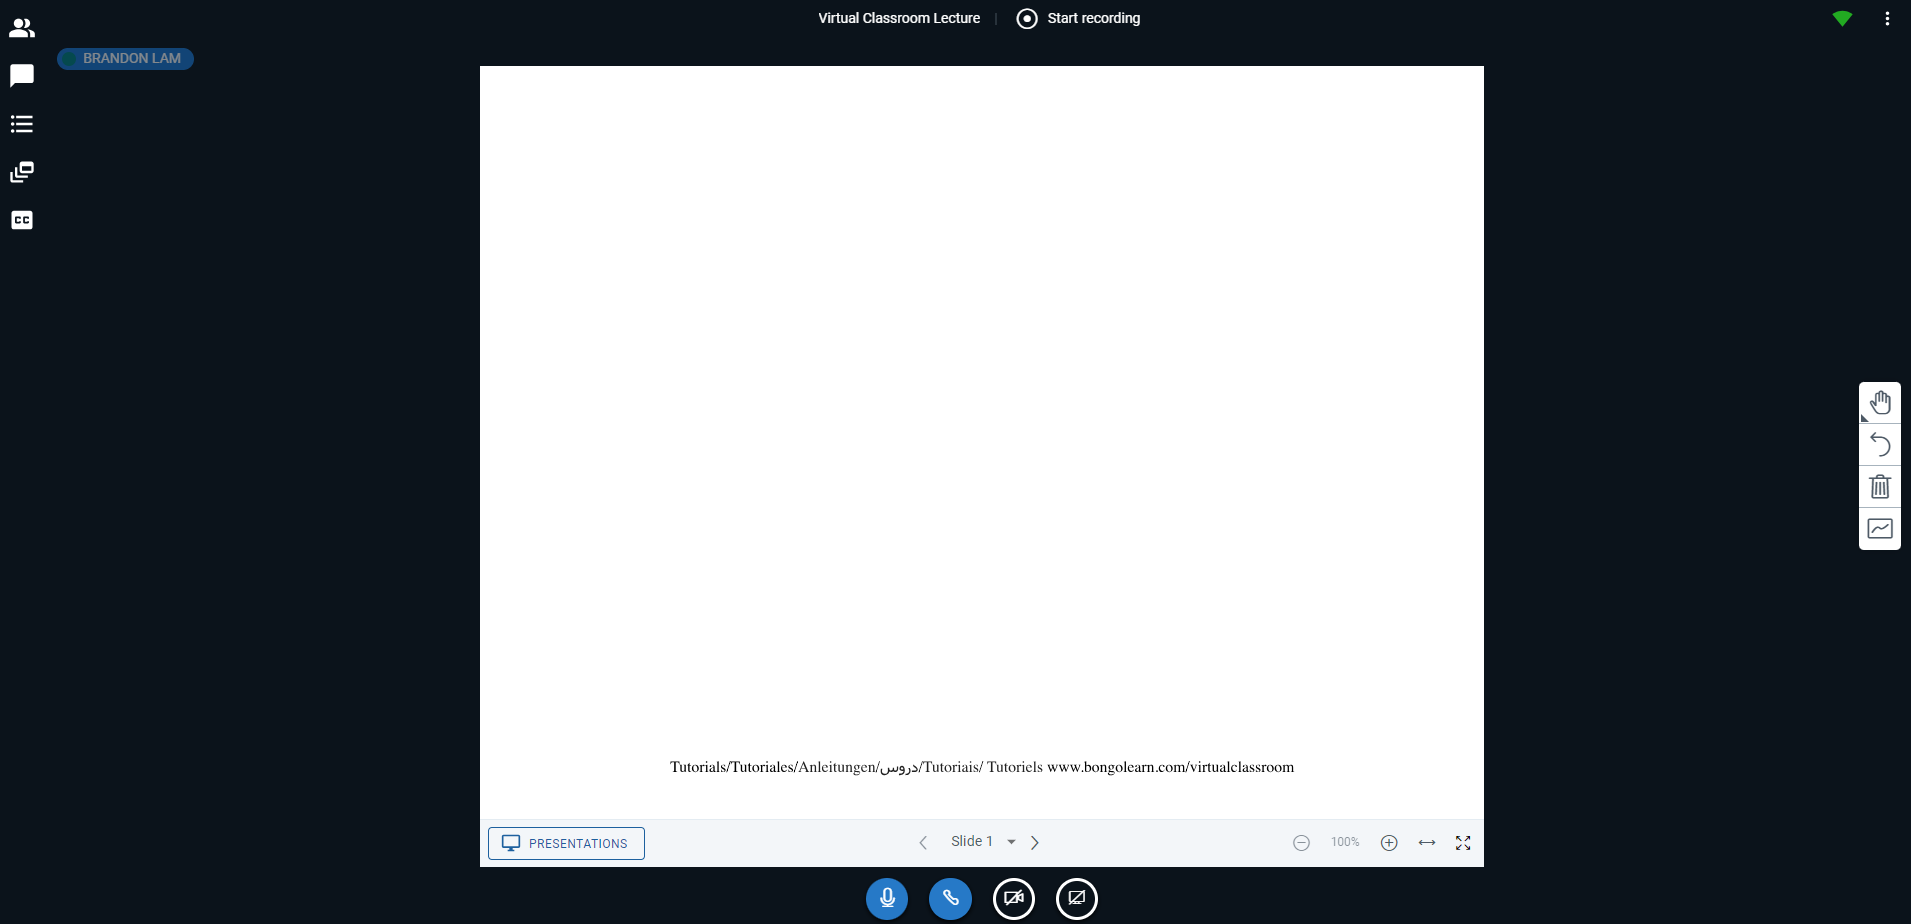 Virtual Classroom Lecture | Start recording
BRANDON LAM
CC
Tutorials/Tutoriales/Anleitungen/دروس/Tutoriais/ Tutoriels www.bongolearn.com/virtualclassroom
PRESENTATIONS
Slide 1
100%